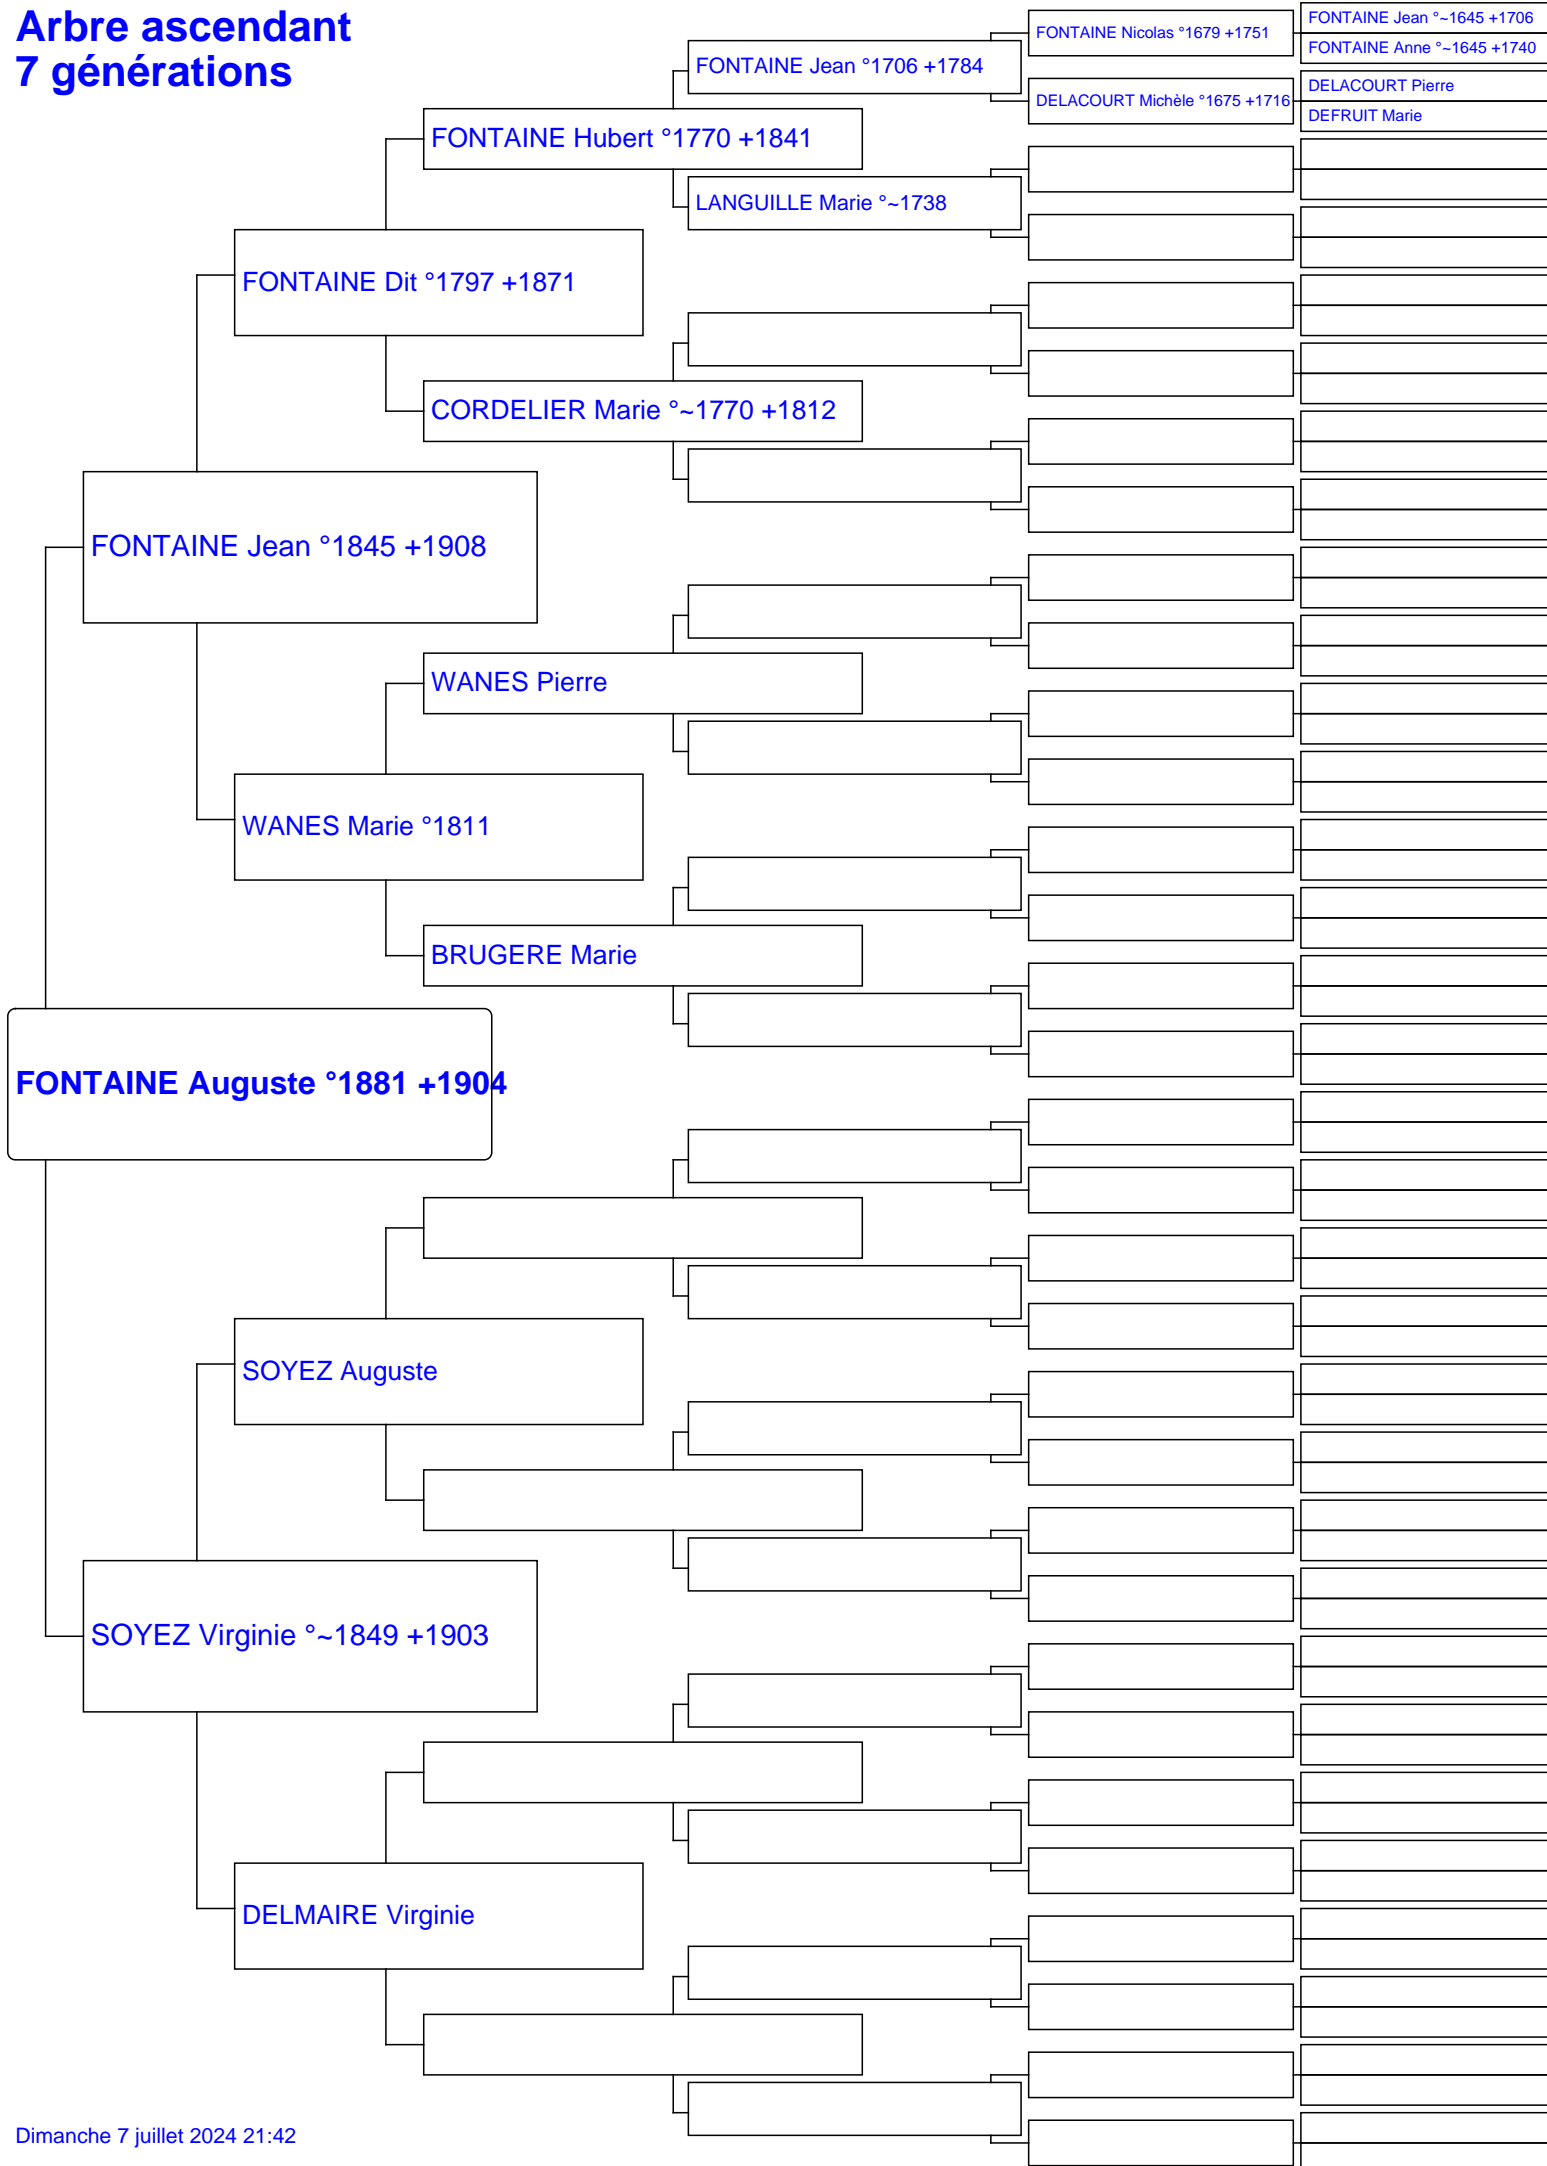 Arbre ascendant
7 générations
FONTAINE Jean °~1645 +1706
FONTAINE Nicolas °1679 +1751
FONTAINE Anne °~1645 +1740
FONTAINE Jean °1706 +1784
DELACOURT Pierre
DELACOURT Michèle °1675 +1716
DEFRUIT Marie
FONTAINE Hubert °1770 +1841
LANGUILLE Marie °~1738
FONTAINE Dit °1797 +1871
CORDELIER Marie °~1770 +1812
FONTAINE Jean °1845 +1908
WANES Pierre
WANES Marie °1811
BRUGERE Marie
FONTAINE Auguste °1881 +1904
SOYEZ Auguste
SOYEZ Virginie °~1849 +1903
DELMAIRE Virginie
Dimanche 7 juillet 2024 21:42